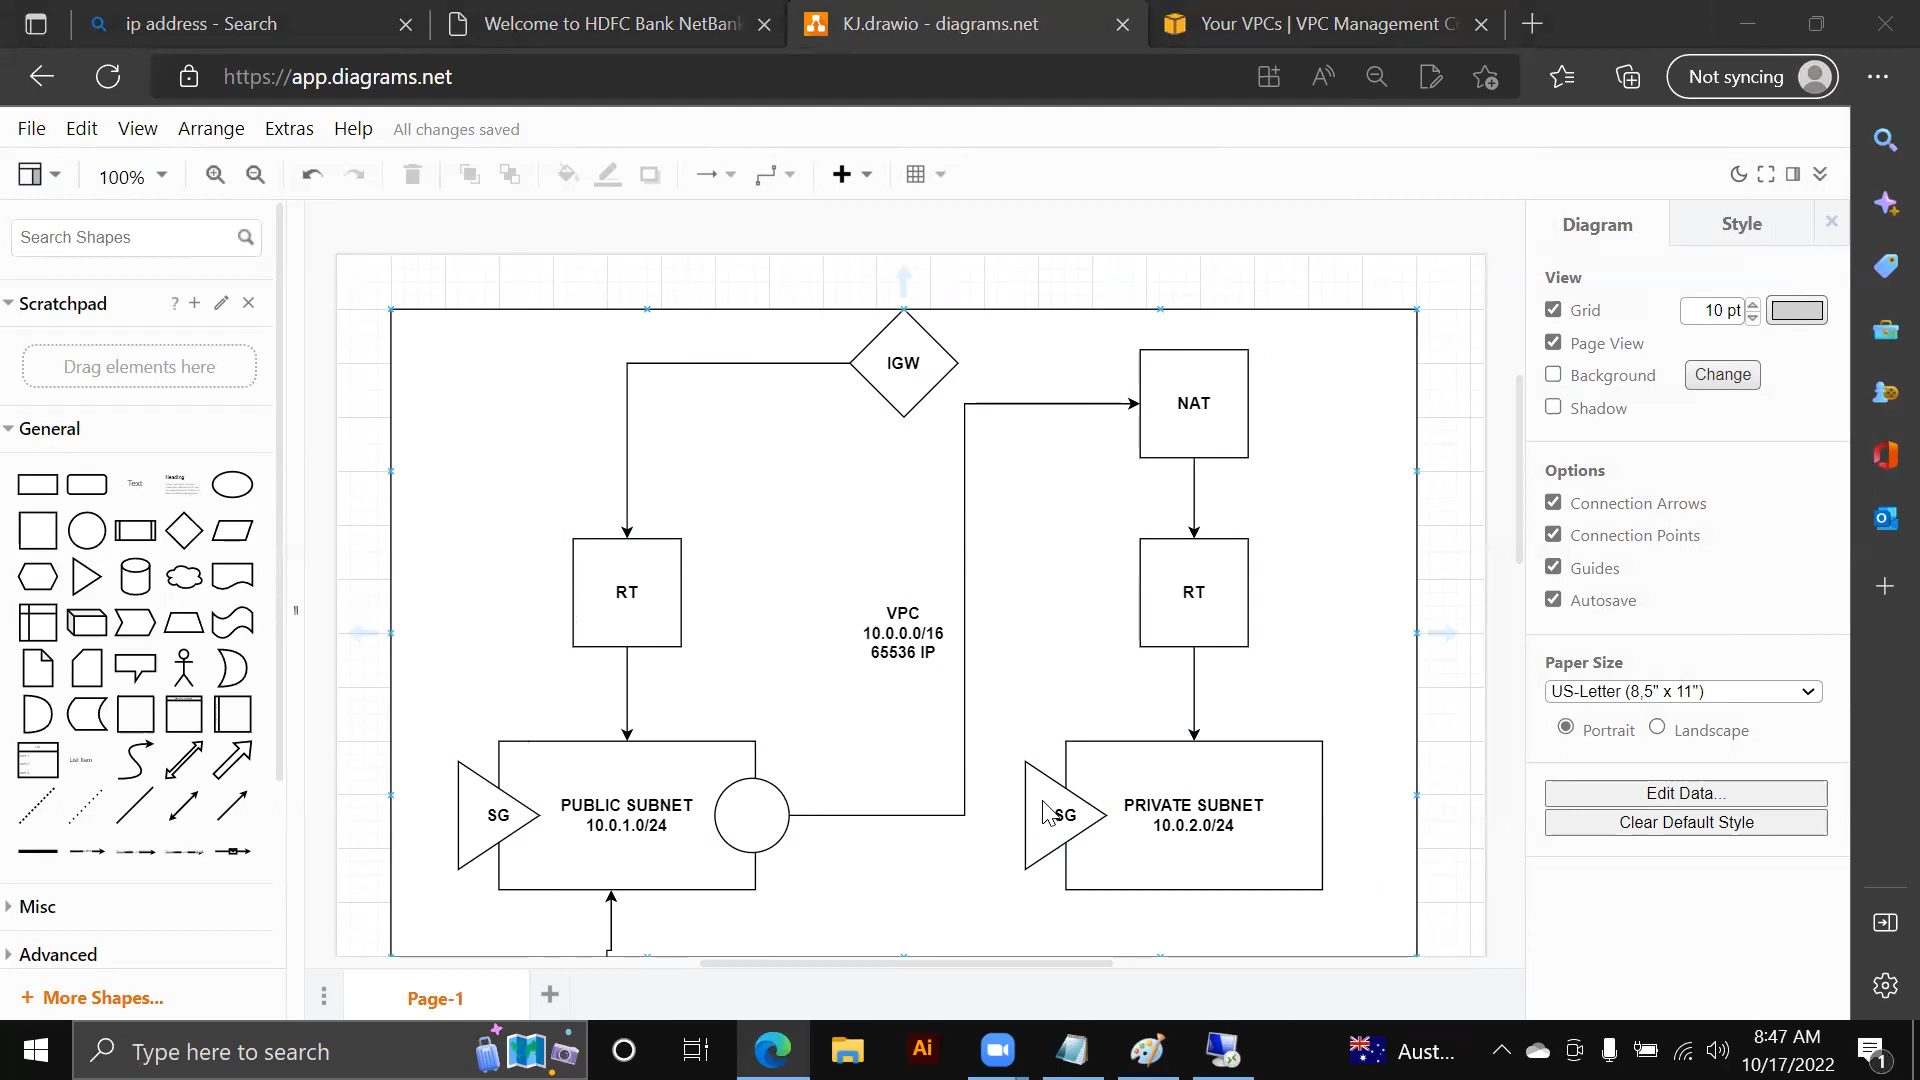 ip address - Search
Welcome to HDFC Bank NetBank
KJ.drawio - diagrams.net
Your VPCs | VPC Management C
https://app.diagrams.net
Not syncing
File Edit View Arrange Extras Help All changes saved
100%
Search Shapes
Scratchpad
?
Drag elements here
General
Text
Heading
List Item
Misc
Advanced
+ More Shapes...
IGW
NAT
RT
RT
VPC
10.0.0.0/16
65536 IP
SG
PUBLIC SUBNET
10.0.1.0/24
SG
PRIVATE SUBNET
10.0.2.0/24
Page-1
Diagram
Style
View
Grid
10 pt
Page View
Background
Change
Shadow
Options
Connection Arrows
Connection Points
Guides
Autosave
Paper Size
US-Letter (8,5" x 11")
Portrait
Landscape
Edit Data...
Clear Default Style
Type here to search
Ai
Aust...
8:47 AM
10/17/2022
1